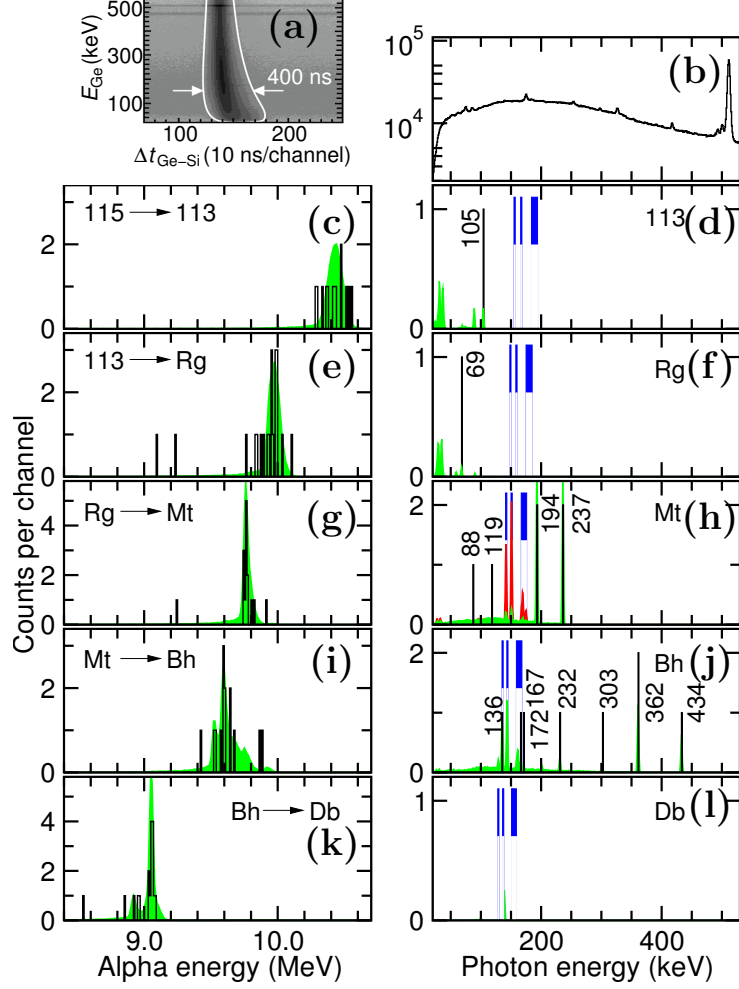 500
300
100
E_Ge (keV)
(a)
400 ns
100
200
Δt_Ge–Si (10 ns/channel)
10^5
10^4
(b)
Counts per channel
115 → 113
(c)
2
0
1
0
105
113
(d)
113 → Rg
(e)
2
0
1
0
69
Rg
(f)
Rg → Mt
(g)
4
2
0
2
0
88
119
194
237
Mt
(h)
Mt → Bh
(i)
2
0
2
1
0
136
172
167
232
303
362
434
Bh
(j)
Bh → Db
(k)
4
2
0
1
0
Db
(l)
9.0
10.0
Alpha energy (MeV)
200
400
Photon energy (keV)